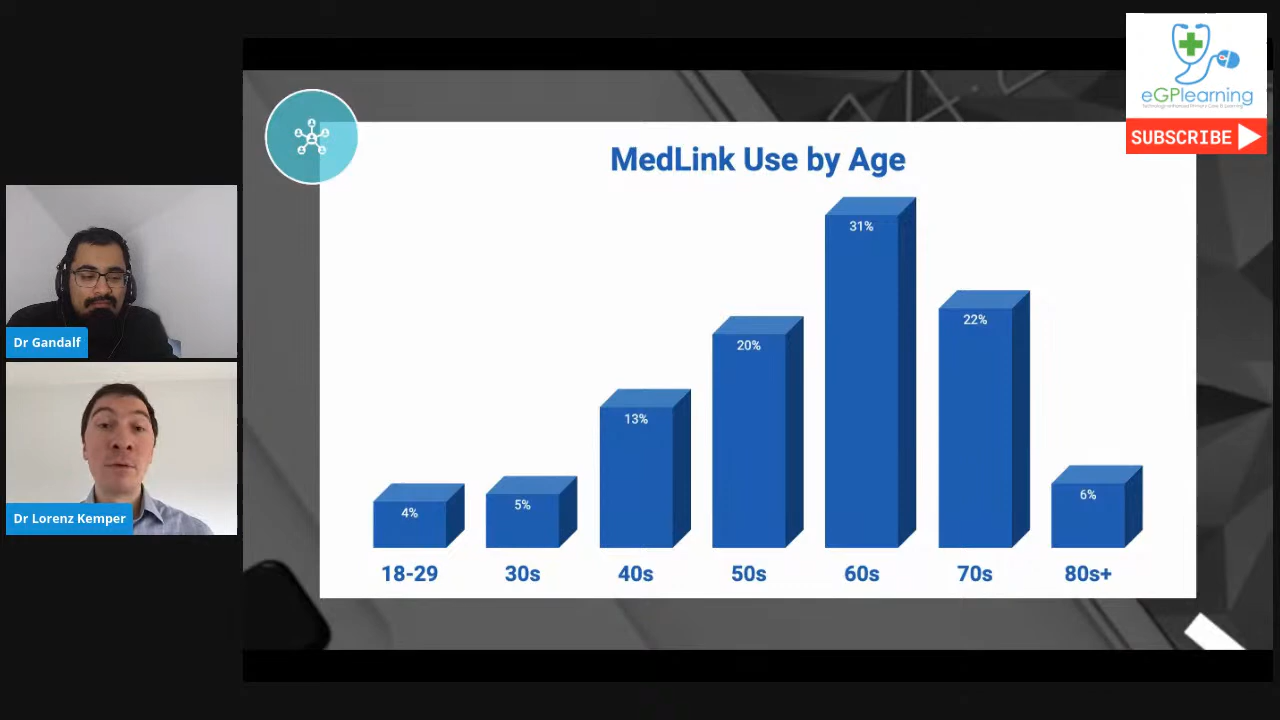 eGPlearning
SUBSCRIBE
MedLink Use by Age
4%
5%
13%
20%
31%
22%
6%
18-29
30s
40s
50s
60s
70s
80s+
Dr Gandalf
Dr Lorenz Kemper